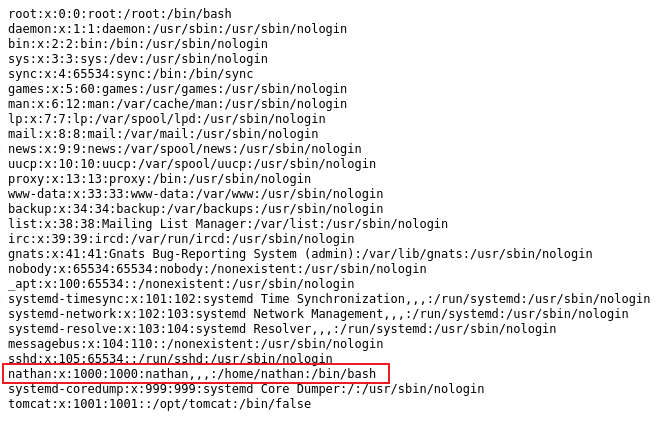 root:x:0:0:root:/root:/bin/bash
daemon:x:1:1:daemon:/usr/sbin:/usr/sbin/nologin
bin:x:2:2:bin:/bin:/usr/sbin/nologin
sys:x:3:3:sys:/dev:/usr/sbin/nologin
sync:x:4:65534:sync:/bin:/bin/sync
games:x:5:60:games:/usr/games:/usr/sbin/nologin
man:x:6:12:man:/var/cache/man:/usr/sbin/nologin
lp:x:7:7:lp:/var/spool/lpd:/usr/sbin/nologin
mail:x:8:8:mail:/var/mail:/usr/sbin/nologin
news:x:9:9:news:/var/spool/news:/usr/sbin/nologin
uucp:x:10:10:uucp:/var/spool/uucp:/usr/sbin/nologin
proxy:x:13:13:proxy:/bin:/usr/sbin/nologin
www-data:x:33:33:www-data:/var/www:/usr/sbin/nologin
backup:x:34:34:backup:/var/backups:/usr/sbin/nologin
list:x:38:38:Mailing List Manager:/var/list:/usr/sbin/nologin
irc:x:39:39:ircd:/var/run/ircd:/usr/sbin/nologin
gnats:x:41:41:Gnats Bug-Reporting System (admin):/var/lib/gnats:/usr/sbin/nologin
nobody:x:65534:65534:nobody:/nonexistent:/usr/sbin/nologin
_apt:x:100:65534::/nonexistent:/usr/sbin/nologin
systemd-timesync:x:101:102:systemd Time Synchronization,,,:/run/systemd:/usr/sbin/nologin
systemd-network:x:102:103:systemd Network Management,,,:/run/systemd:/usr/sbin/nologin
systemd-resolve:x:103:104:systemd Resolver,,,:/run/systemd:/usr/sbin/nologin
messagebus:x:104:110::/nonexistent:/usr/sbin/nologin
sshd:x:105:65534::/run/sshd:/usr/sbin/nologin
nathan:x:1000:1000:nathan,,,:/home/nathan:/bin/bash
systemd-coredump:x:999:999:systemd Core Dumper:/:/usr/sbin/nologin
tomcat:x:1001:1001::/opt/tomcat:/bin/false